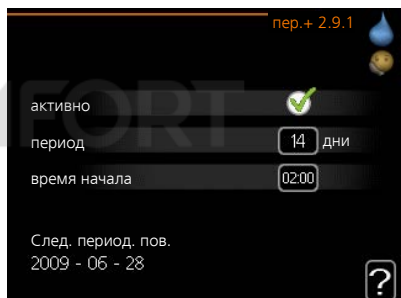 пер.+ 2.9.1
активно
период 14 дни
время начала 02:00
След. период. пов.
2009 - 06 - 28
?